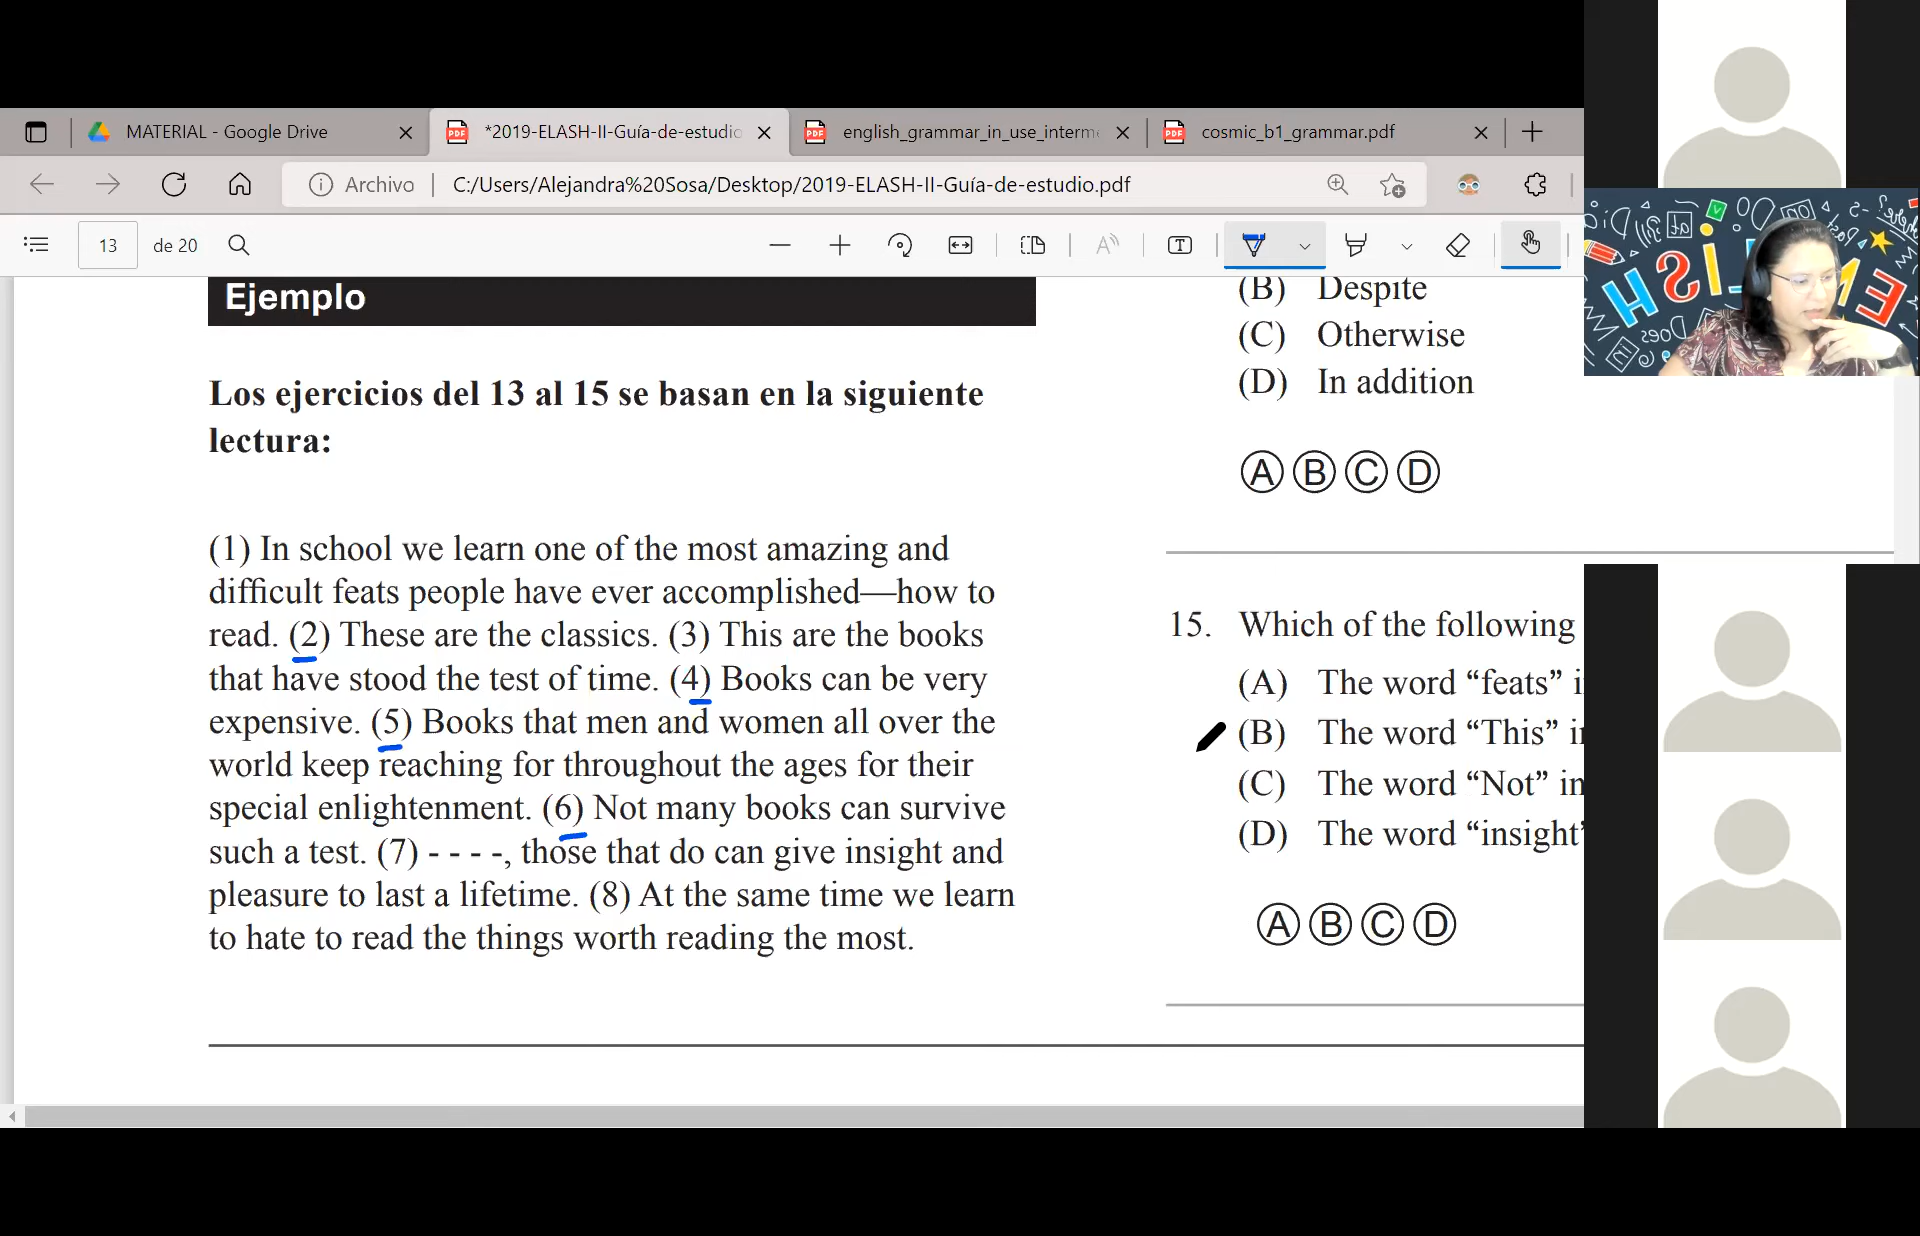 MATERIAL - Google Drive
*2019-ELASH-II-Guía-de-estudio
english_grammar_in_use_interme
cosmic_b1_grammar.pdf
Archivo
C:/Users/Alejandra%20Sosa/Desktop/2019-ELASH-II-Guía-de-estudio.pdf
13 de 20
Ejemplo
Los ejercicios del 13 al 15 se basan en la siguiente
lectura:
(1) In school we learn one of the most amazing and
difficult feats people have ever accomplished—how to
read. (2) These are the classics. (3) This are the books
that have stood the test of time. (4) Books can be very
expensive. (5) Books that men and women all over the
world keep reaching for throughout the ages for their
special enlightenment. (6) Not many books can survive
such a test. (7) - - - -, those that do can give insight and
pleasure to last a lifetime. (8) At the same time we learn
to hate to read the things worth reading the most.
(B) Despite
(C) Otherwise
(D) In addition
A B C D
15. Which of the following
(A) The word “feats” i
(B) The word “This” i
(C) The word “Not” in
(D) The word “insight”
A B C D
ENGLISH